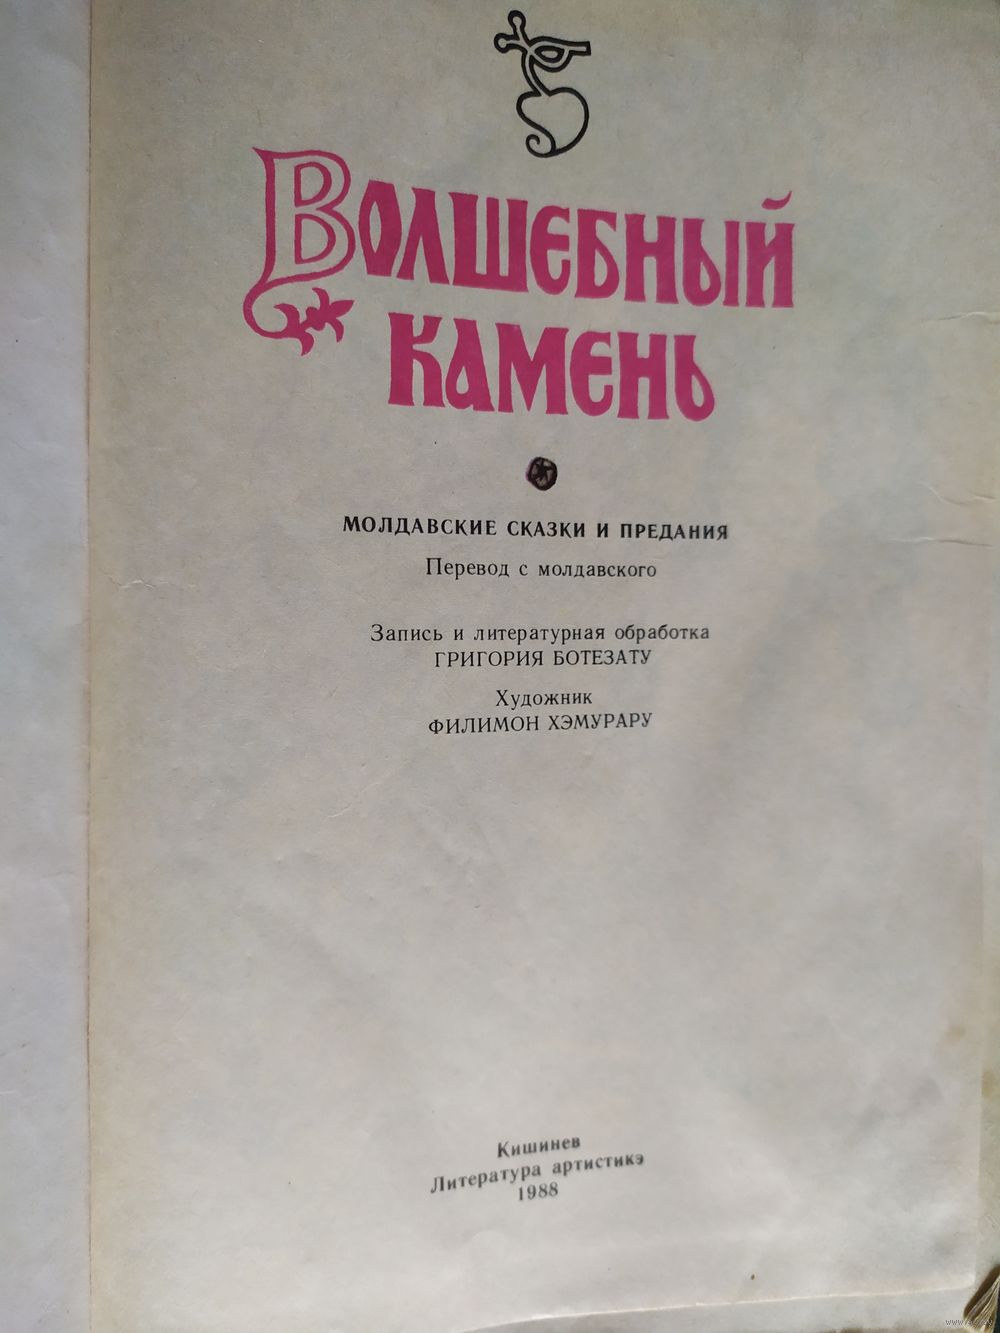 Волшебный
камень
МОЛДАВСКИЕ СКАЗКИ И ПРЕДАНИЯ
Перевод с молдавского
Запись и литературная обработка
ГРИГОРИЯ БОТЕЗАТУ
Художник
ФИЛИМОН ХЭМУРАРУ
Кишинев
Литература артистикэ
1988